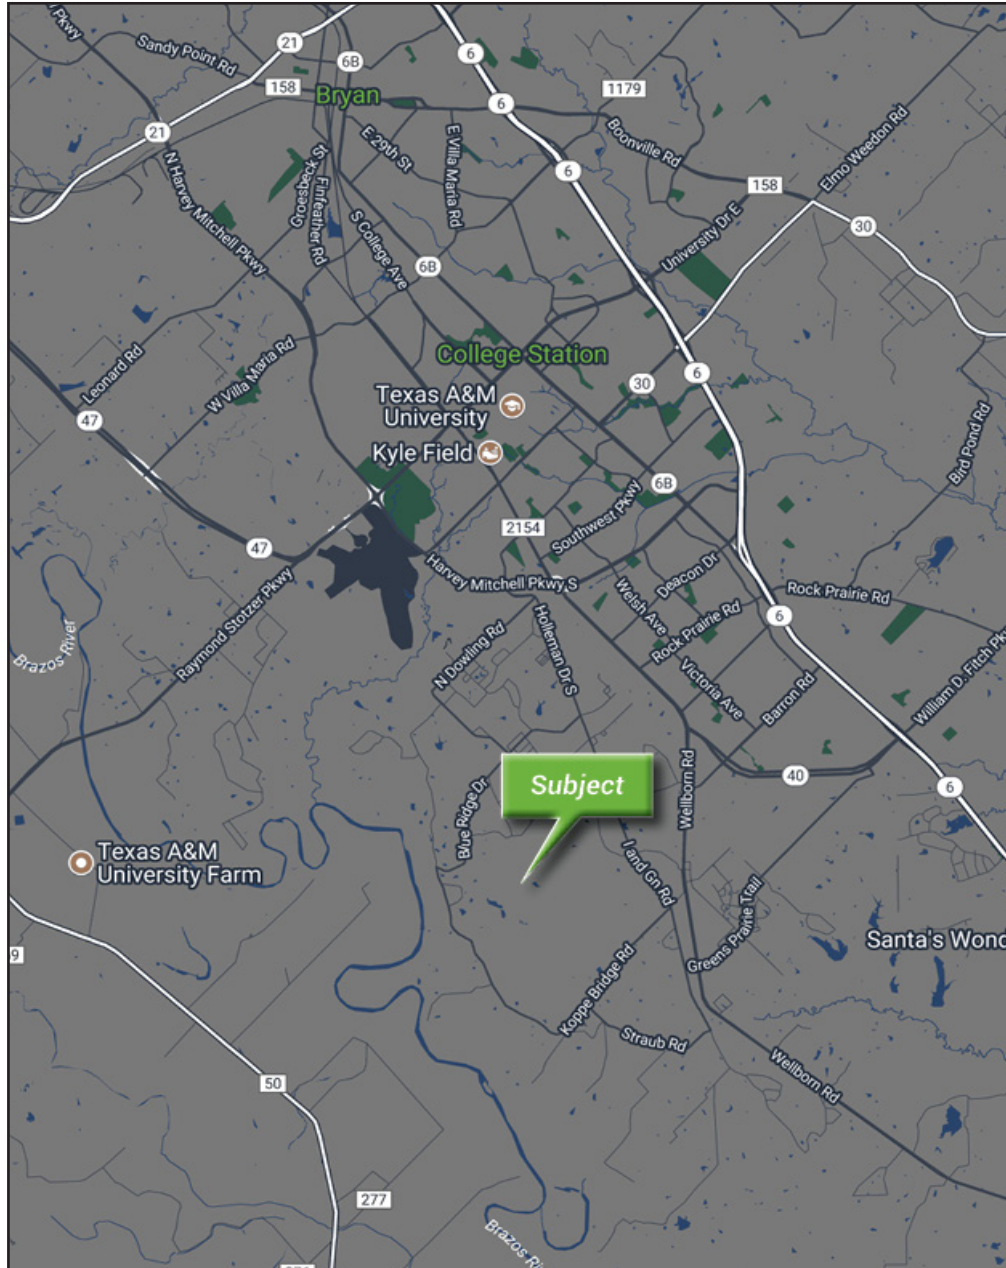 Pkwy
Sandy Point Rd
21
6B
6
158
Bryan
1179
6
21
E 29th St
E Villa Maria Rd
Boonville Rd
Elmo Weedon Rd
6
158
N Harvey Mitchell Pkwy
Groesbeck St
Finfeather Rd
S College Ave
University Dr E
30
6B
Leonard Rd
W Villa Maria Rd
College Station
6
30
Texas A&M
University
47
Kyle Field
Bird Pond Rd
6B
2154
Southwest Pkwy
47
Harvey Mitchell Pkwy S
Deacon Dr
Welsh Ave
Rock Prairie Rd
6
Raymond Stotzer Pkwy
Brazos River
Holleman Dr S
N Dowling Rd
Rock Prairie Rd
Victoria Ave
Barron Rd
William D. Fitch Pk
Subject
Wellborn Rd
40
6
Blue Ridge Dr
Texas A&M
University Farm
I and Gn Rd
Greens Prairie Trail
Santa's Wond
9
Koppe Bridge Rd
Straub Rd
Wellborn Rd
50
277
Brazos Ri